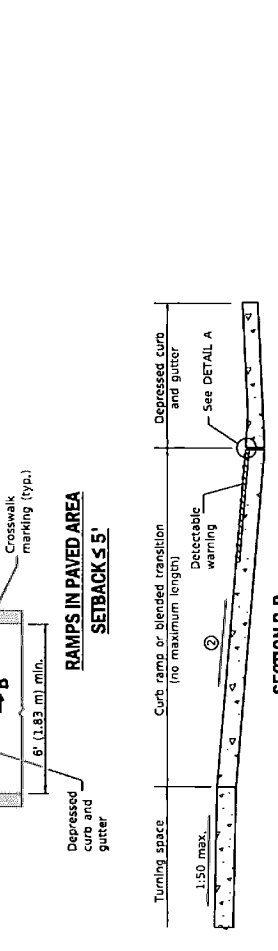 Crosswalk
marking (typ.)
6' (1.83 m) min.
Depressed
curb and
gutter
RAMPS IN PAVED AREA
SETBACK ≤ 5'
Turning space
Curb ramp or blended transition
(no maximum length)
Depressed curb
and gutter
1:50 max.
②
Detectable
warning
See DETAIL A